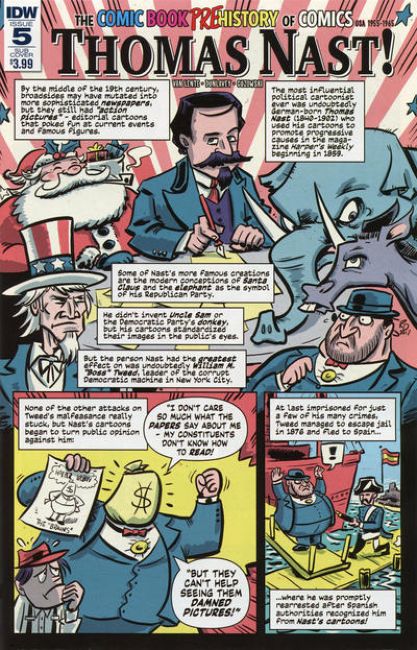 IDW
ISSUE
5
SUB
COVER
$3.99
THE COMIC BOOK PREHISTORY OF COMICS USA 1955-1965
THOMAS NAST!
VAN LENTE · DUNLAVEY ·
By the middle of the 19th century,
broadsides may have mutated into
more sophisticated newspapers,
but they still had "action
pictures" - editorial cartoons
that poked fun at current events
and famous figures.
The most influential
political cartoonist
ever was undoubtedly
German-born Thomas
Nast (1840-1902) who
used his cartoons to
promote progressive
causes in the maga-
zine Harper's Weekly
beginning in 1859.
Some of Nast's more famous creations
are the modern conceptions of Santa
Claus and the elephant as the symbol
of his Republican Party.
He didn't invent Uncle Sam or
the Democratic Party's donkey,
but his cartoons standardized
their images in the public's eyes.
But the person Nast had the greatest
effect on was undoubtedly William M.
"Boss" Tweed, leader of the corrupt
Democratic machine in New York City.
None of the other attacks on
Tweed's malfeasance really
stuck, but Nast's cartoons
began to turn public opinion
against him:
"I DON'T CARE
SO MUCH WHAT THE
PAPERS SAY ABOUT ME
- MY CONSTITUENTS
DON'T KNOW HOW
TO READ!
$
THE "BRAINS"
"BUT THEY
CAN'T HELP
SEEING THEM
DAMNED
PICTURES!"
At last imprisoned for just
a few of his many crimes,
Tweed managed to escape jail
in 1876 and fled to Spain...
!
...where he was promptly
rearrested after Spanish
authorities recognized him
from Nast's cartoons!